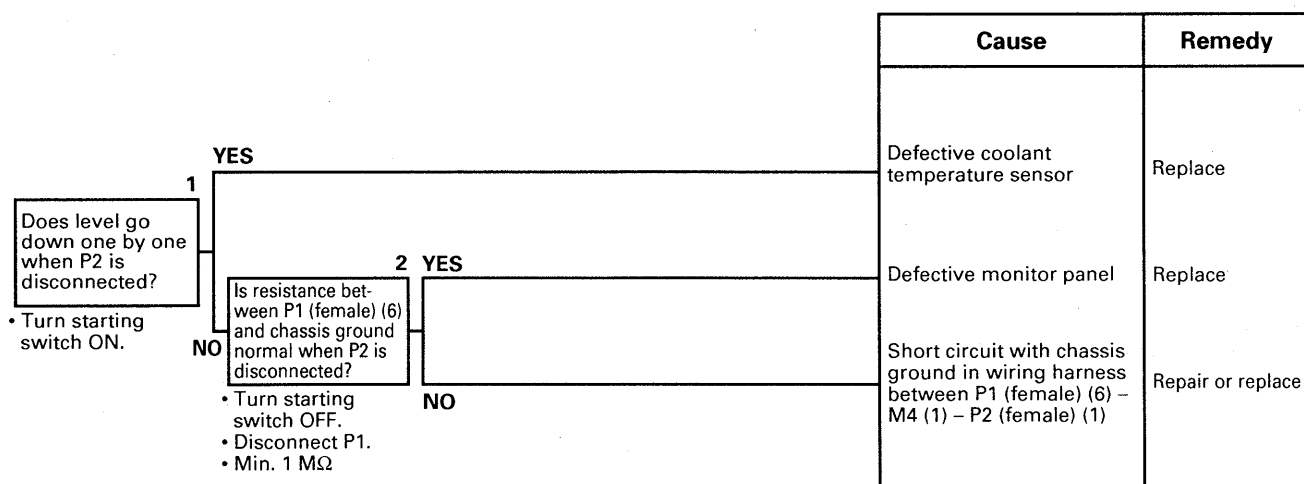 Cause
Remedy
YES
Defective coolant
temperature sensor
Replace
1
Does level go
down one by one
when P2 is
disconnected?
• Turn starting
switch ON.
2
YES
Defective monitor panel
Replace
NO
Is resistance bet-
ween P1 (female) (6)
and chassis ground
normal when P2 is
disconnected?
• Turn starting
switch OFF.
• Disconnect P1.
• Min. 1 MΩ
NO
Short circuit with chassis
ground in wiring harness
between P1 (female) (6) –
M4 (1) – P2 (female) (1)
Repair or replace